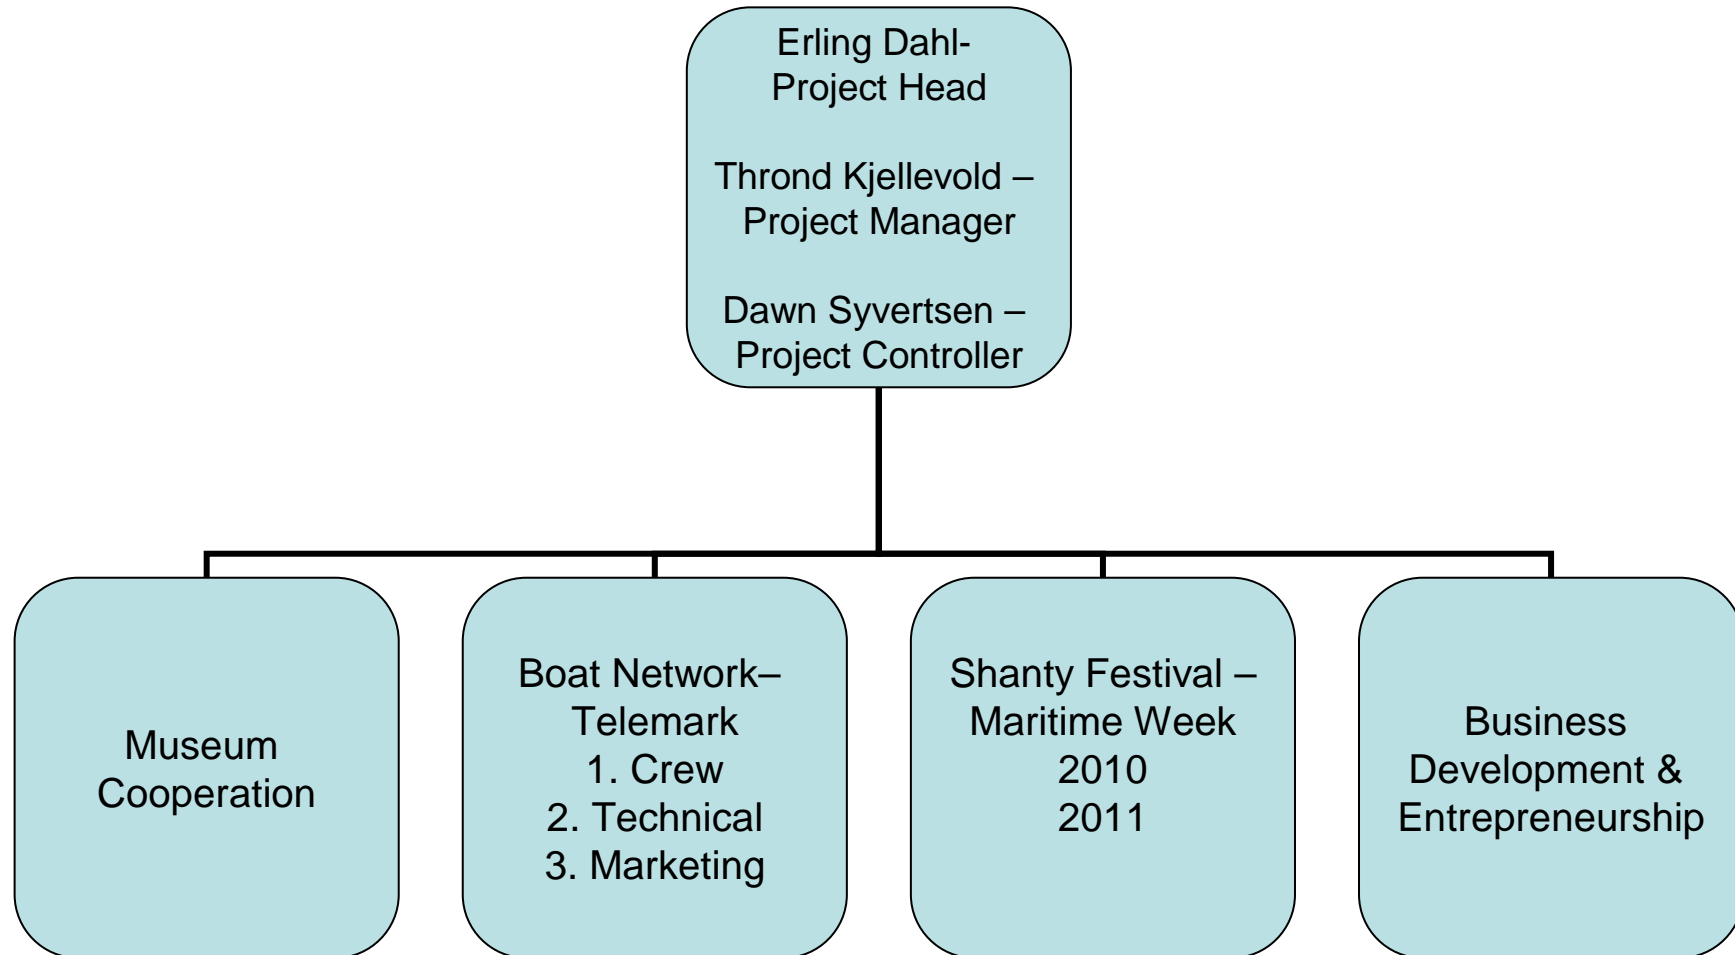 Erling Dahl-
Project Head
Thrond Kjellevold –
Project Manager
Dawn Syvertsen –
Project Controller
Museum
Cooperation
Boat Network–
Telemark
1. Crew
2. Technical
3. Marketing
Shanty Festival –
Maritime Week
2010
2011
Business
Development &
Entrepreneurship